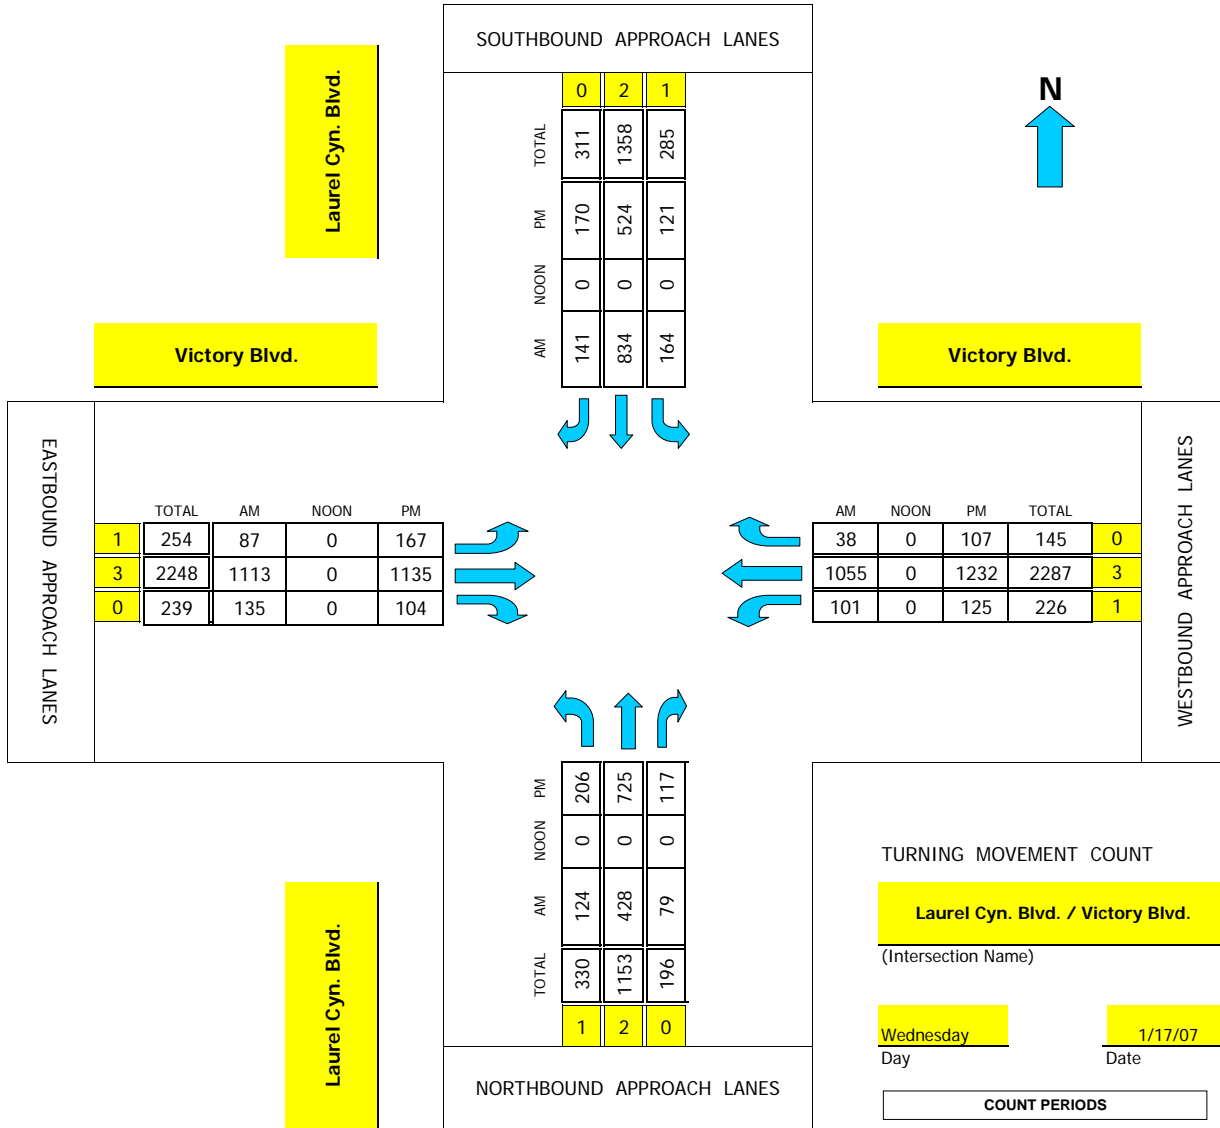 SOUTHBOUND APPROACH LANES
Laurel Cyn. Blvd.
N
0 2 1
TOTAL 311 1358 285
PM 170 524 121
NOON 0 0 0
AM 141 834 164
Victory Blvd.
Victory Blvd.
EASTBOUND APPROACH LANES
TOTAL AM NOON PM
1 254 87 0 167
3 2248 1113 0 1135
0 239 135 0 104
AM NOON PM TOTAL
38 0 107 145 0
1055 0 1232 2287 3
101 0 125 226 1
WESTBOUND APPROACH LANES
PM 206 725 117
NOON 0 0 0
AM 124 428 79
TOTAL 330 1153 196
1 2 0
NORTHBOUND APPROACH LANES
Laurel Cyn. Blvd.
TURNING MOVEMENT COUNT
Laurel Cyn. Blvd. / Victory Blvd.
(Intersection Name)
Wednesday 1/17/07
Day Date
COUNT PERIODS